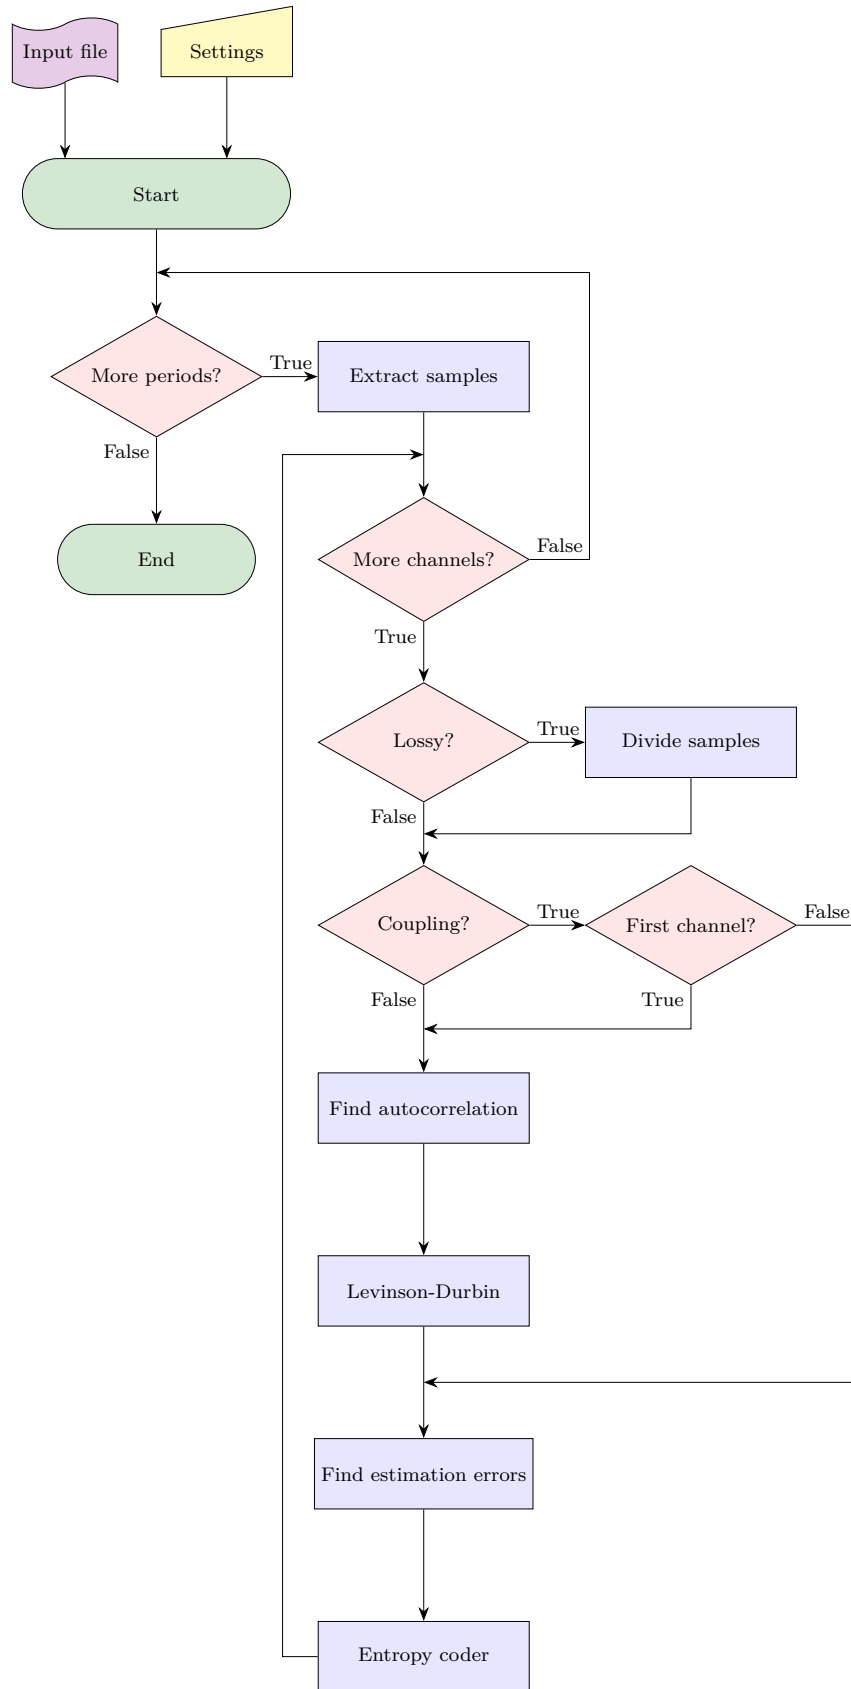 Input file
Settings
Start
More periods?
True
Extract samples
False
End
More channels?
False
True
Lossy?
True
Divide samples
False
Coupling?
True
First channel?
False
False
True
Find autocorrelation
Levinson-Durbin
Find estimation errors
Entropy coder